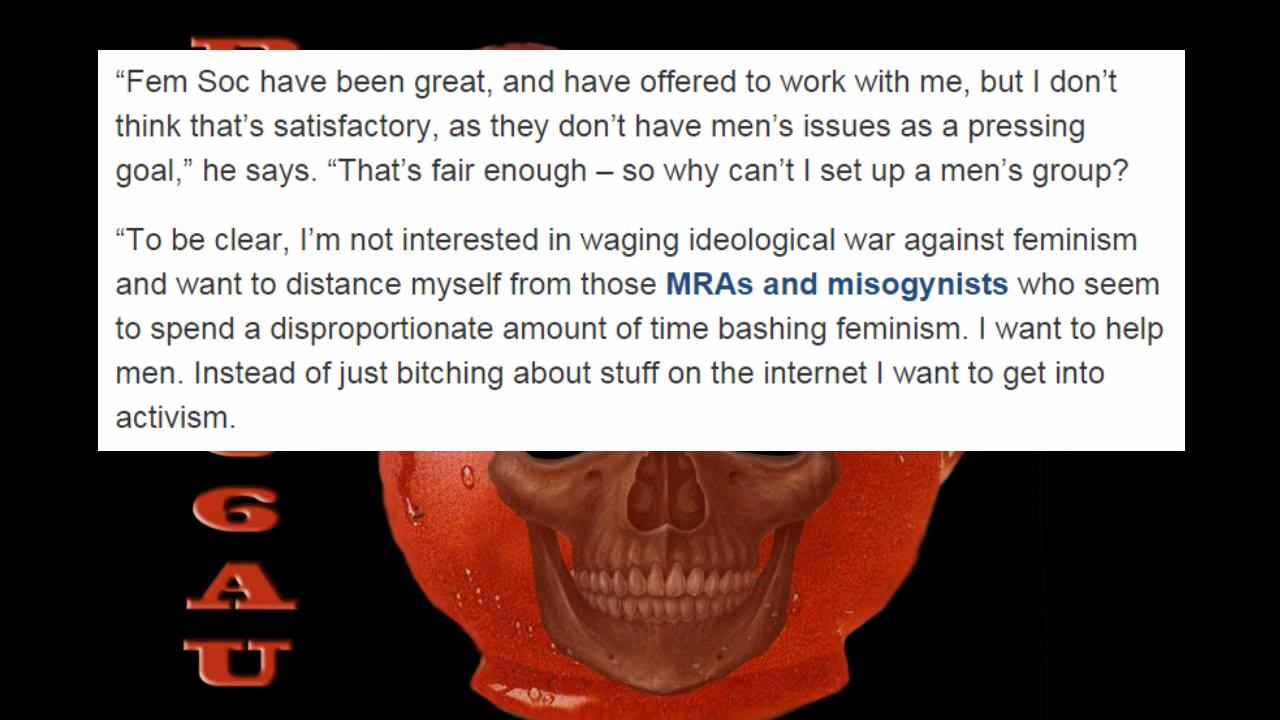 “Fem Soc have been great, and have offered to work with me, but I don’t
think that’s satisfactory, as they don’t have men’s issues as a pressing
goal,” he says. “That’s fair enough – so why can’t I set up a men’s group?
“To be clear, I’m not interested in waging ideological war against feminism
and want to distance myself from those MRAs and misogynists who seem
to spend a disproportionate amount of time bashing feminism. I want to help
men. Instead of just bitching about stuff on the internet I want to get into
activism.
6
A
U